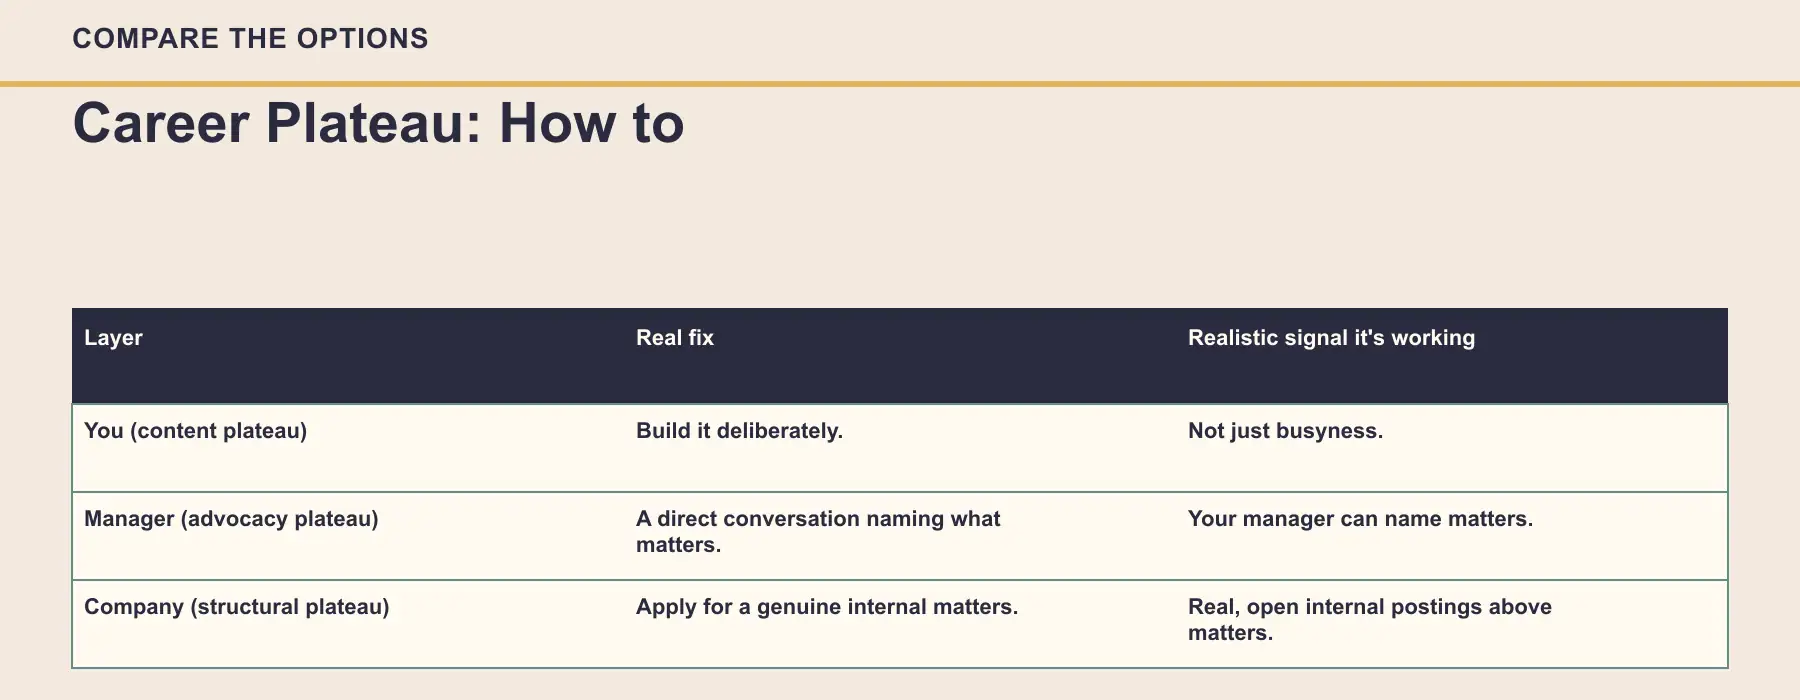 COMPARE THE OPTIONS
Career Plateau: How to
Layer
Real fix
Realistic signal it's working
You (content plateau)
Build it deliberately.
Not just busyness.
Manager (advocacy plateau)
A direct conversation naming what
matters.
Your manager can name matters.
Company (structural plateau)
Apply for a genuine internal matters.
Real, open internal postings above
matters.